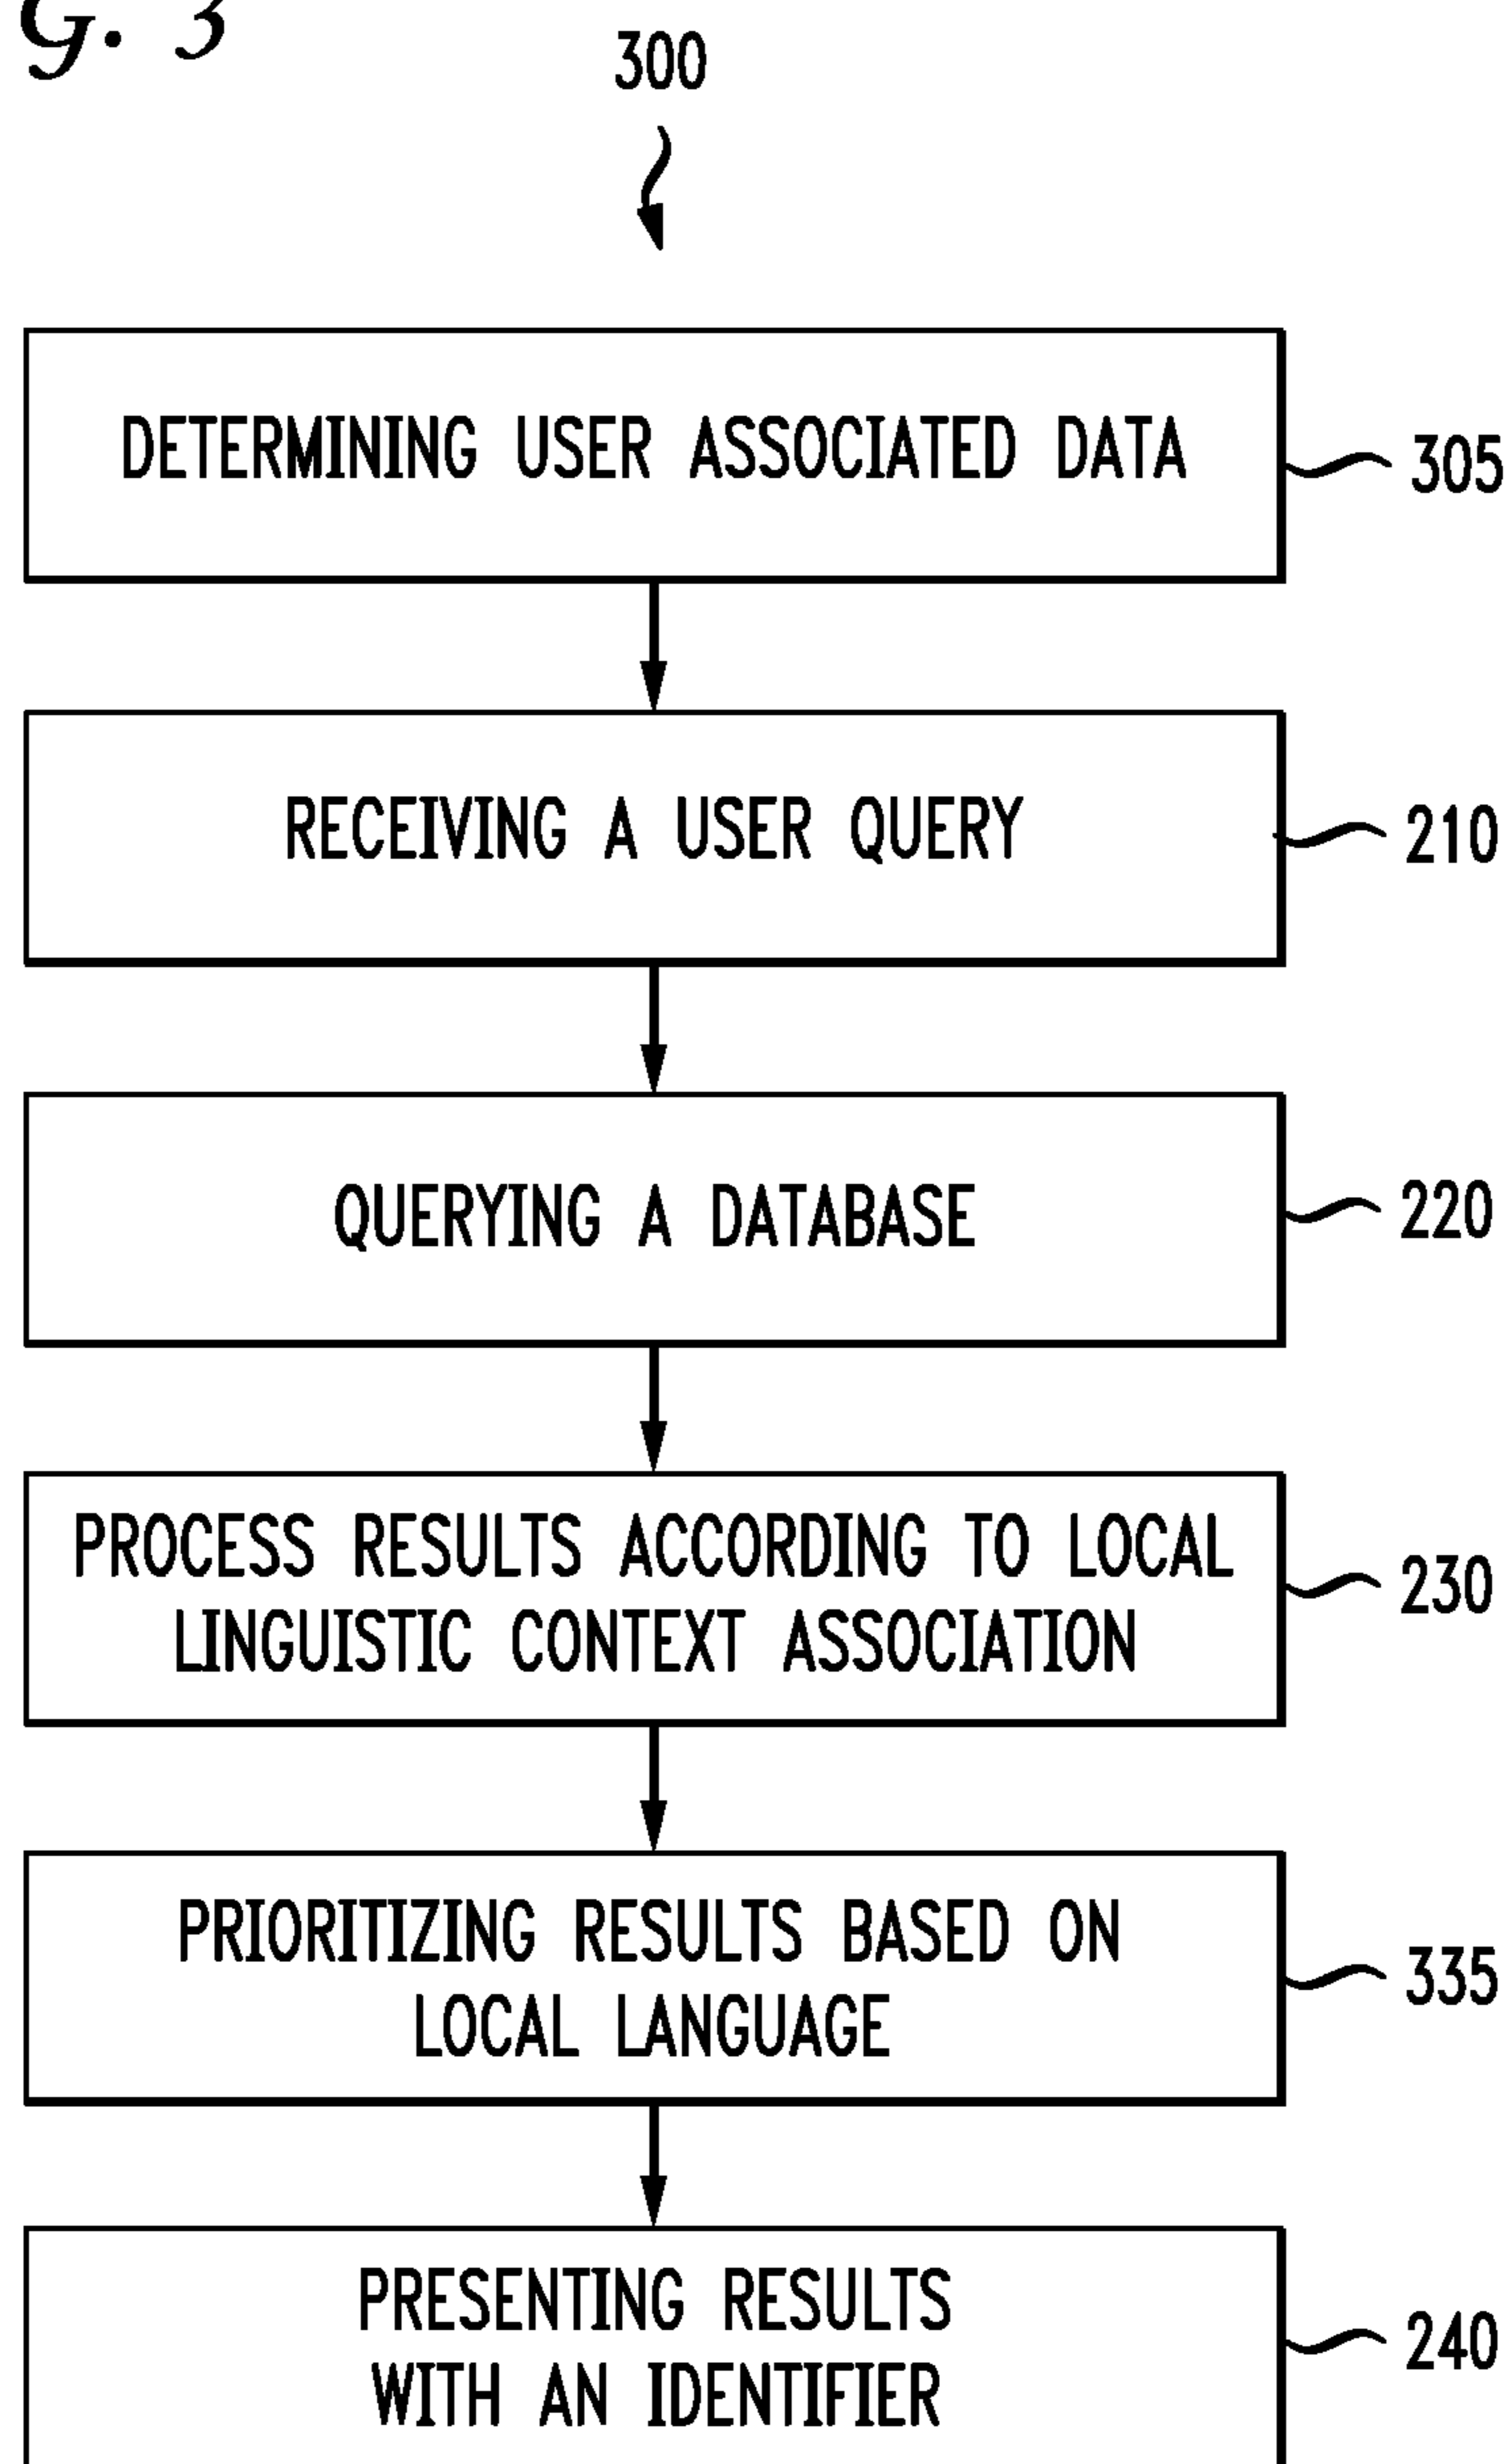 G. 3
300
DETERMINING USER ASSOCIATED DATA
305
RECEIVING A USER QUERY
210
QUERYING A DATABASE
220
PROCESS RESULTS ACCORDING TO LOCAL
LINGUISTIC CONTEXT ASSOCIATION
230
PRIORITIZING RESULTS BASED ON
LOCAL LANGUAGE
335
PRESENTING RESULTS
WITH AN IDENTIFIER
240